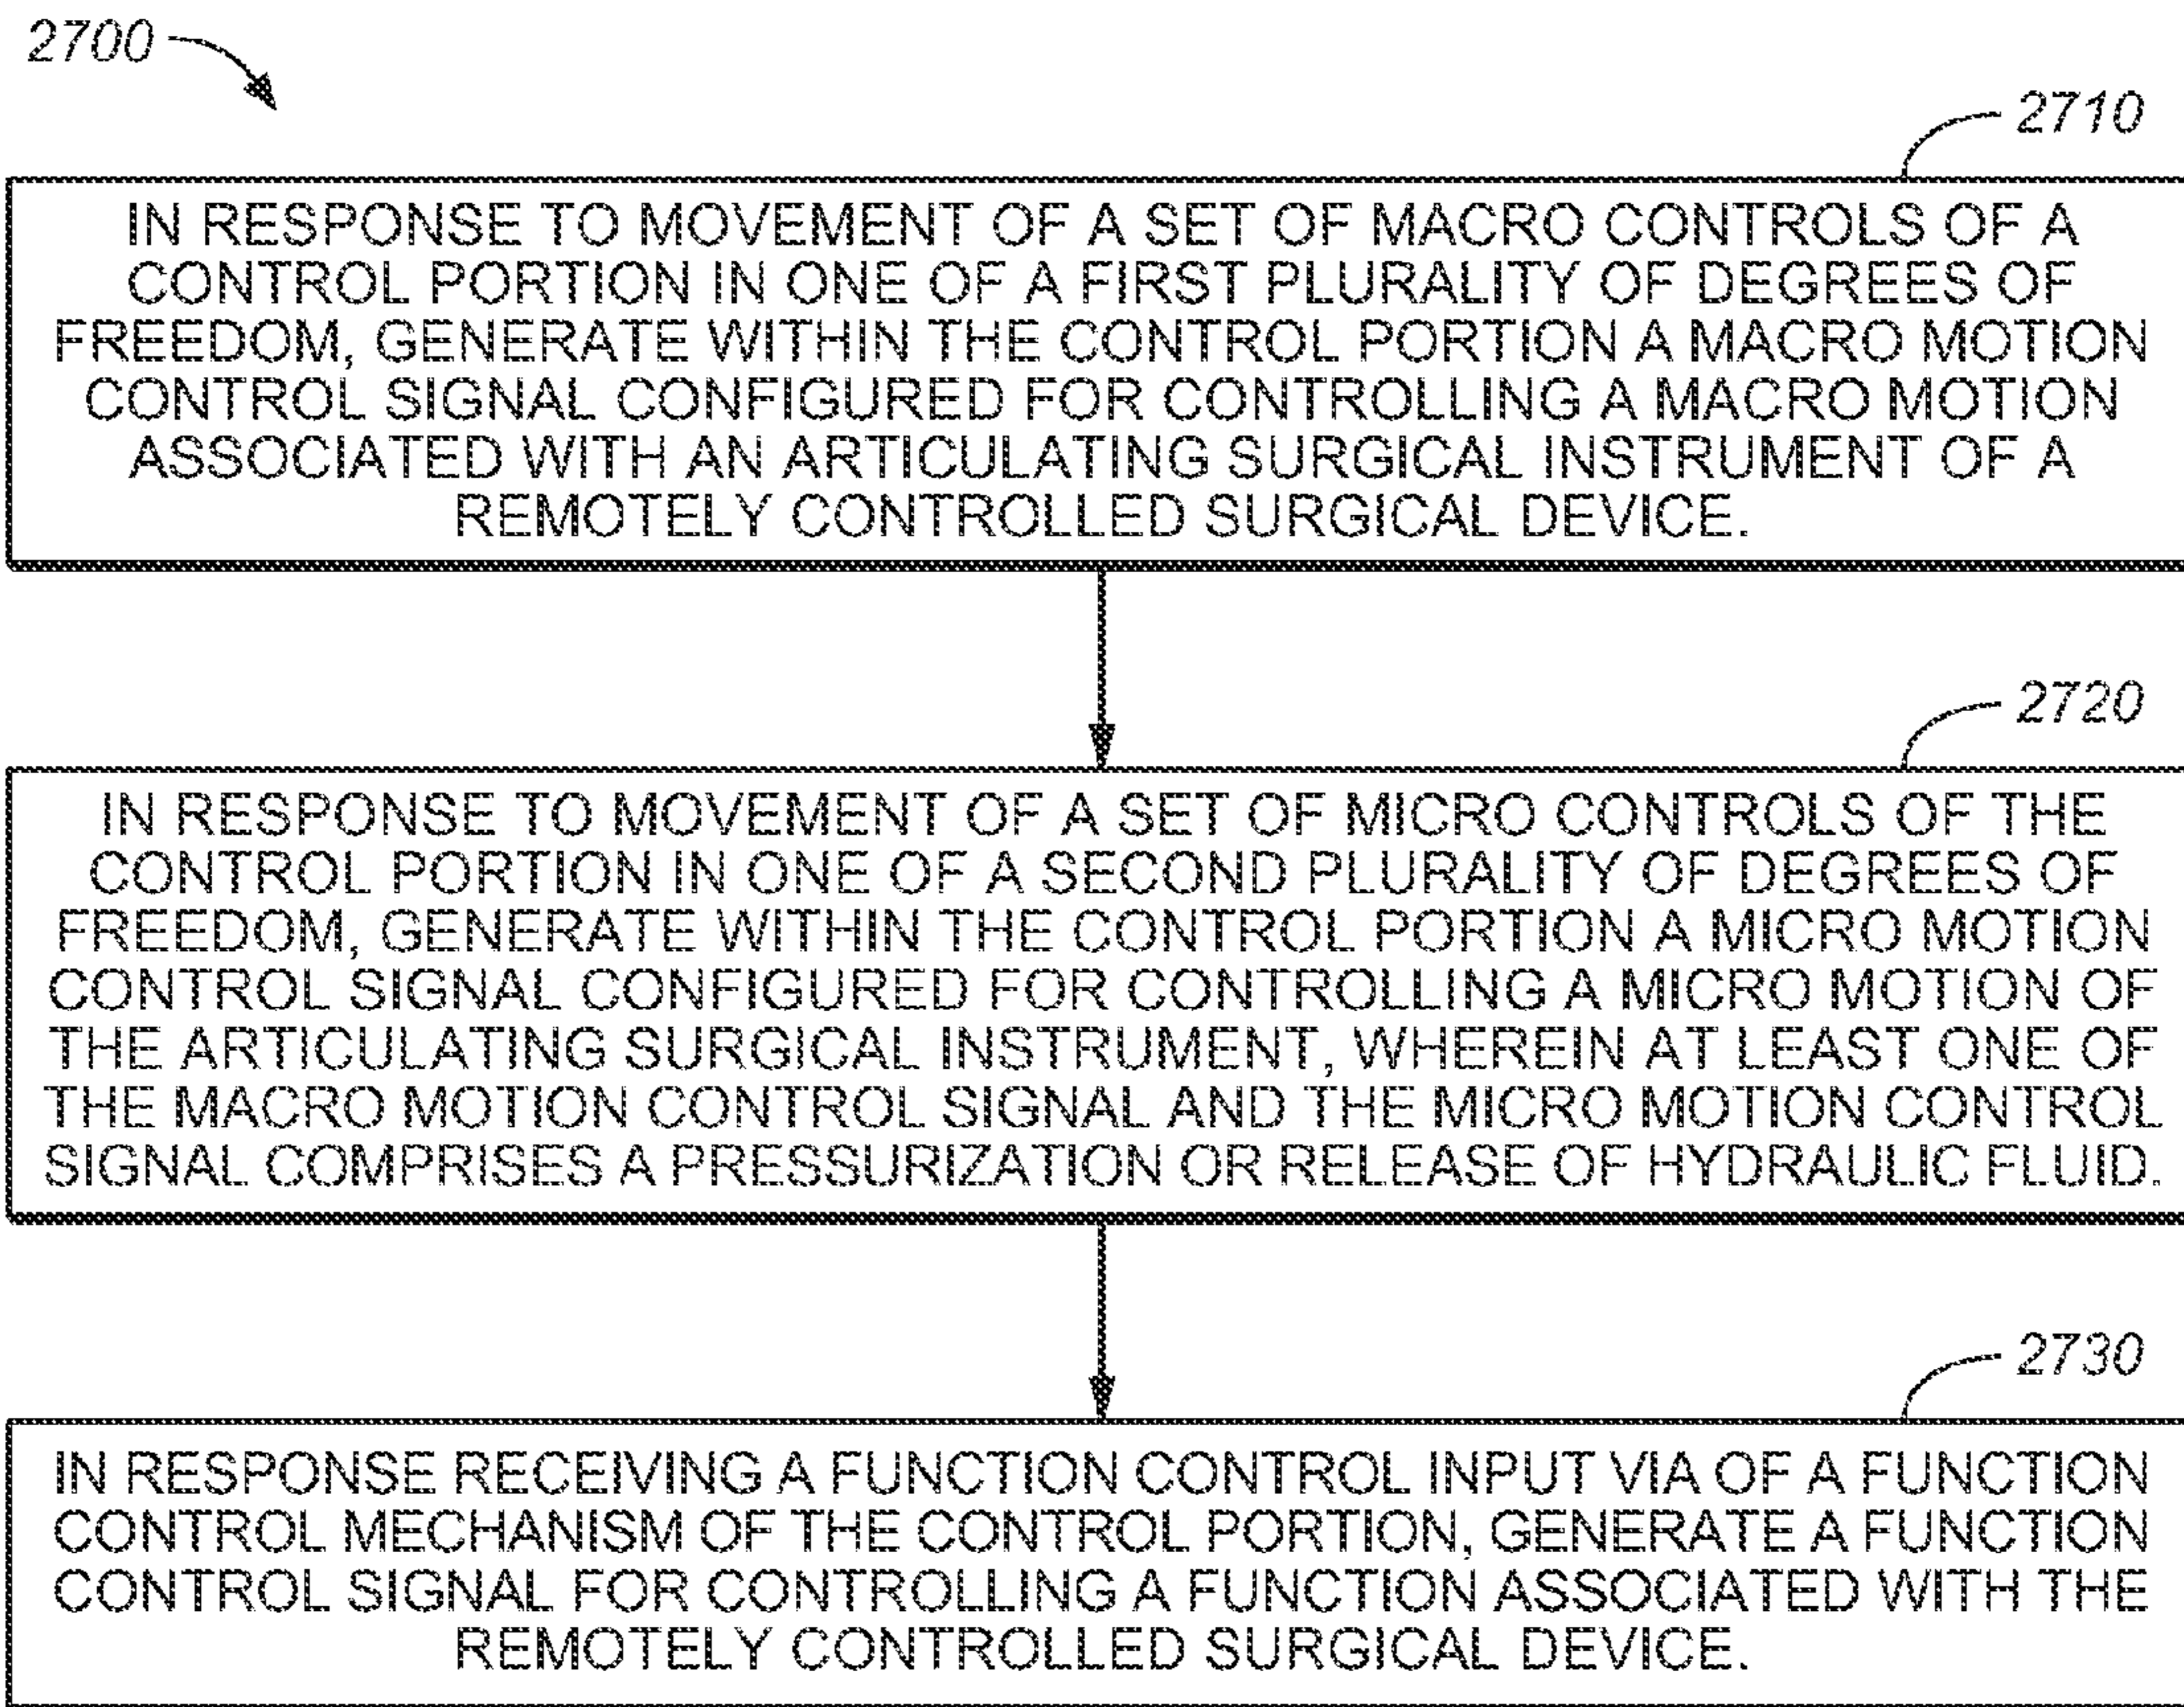 2700
2710
IN RESPONSE TO MOVEMENT OF A SET OF MACRO CONTROLS OF A
CONTROL PORTION IN ONE OF A FIRST PLURALITY OF DEGREES OF
FREEDOM, GENERATE WITHIN THE CONTROL PORTION A MACRO MOTION
CONTROL SIGNAL CONFIGURED FOR CONTROLLING A MACRO MOTION
ASSOCIATED WITH AN ARTICULATING SURGICAL INSTRUMENT OF A
REMOTELY CONTROLLED SURGICAL DEVICE.
2720
IN RESPONSE TO MOVEMENT OF A SET OF MICRO CONTROLS OF THE
CONTROL PORTION IN ONE OF A SECOND PLURALITY OF DEGREES OF
FREEDOM, GENERATE WITHIN THE CONTROL PORTION A MICRO MOTION
CONTROL SIGNAL CONFIGURED FOR CONTROLLING A MICRO MOTION OF
THE ARTICULATING SURGICAL INSTRUMENT, WHEREIN AT LEAST ONE OF
THE MACRO MOTION CONTROL SIGNAL AND THE MICRO MOTION CONTROL
SIGNAL COMPRISES A PRESSURIZATION OR RELEASE OF HYDRAULIC FLUID.
2730
IN RESPONSE RECEIVING A FUNCTION CONTROL INPUT VIA OF A FUNCTION
CONTROL MECHANISM OF THE CONTROL PORTION, GENERATE A FUNCTION
CONTROL SIGNAL FOR CONTROLLING A FUNCTION ASSOCIATED WITH THE
REMOTELY CONTROLLED SURGICAL DEVICE.